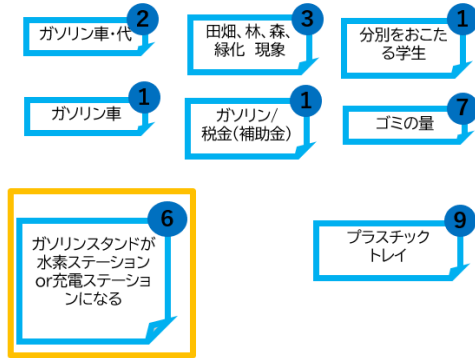 2
ガソリン車・代
3
田畑、林、森、
緑化 現象
1
分別をおこた
る学生
1
ガソリン車
1
ガソリン/
税金(補助金)
7
ゴミの量
6
ガソリンスタンドが
水素ステーション
or充電ステーショ
ンになる
9
プラスチック
トレイ